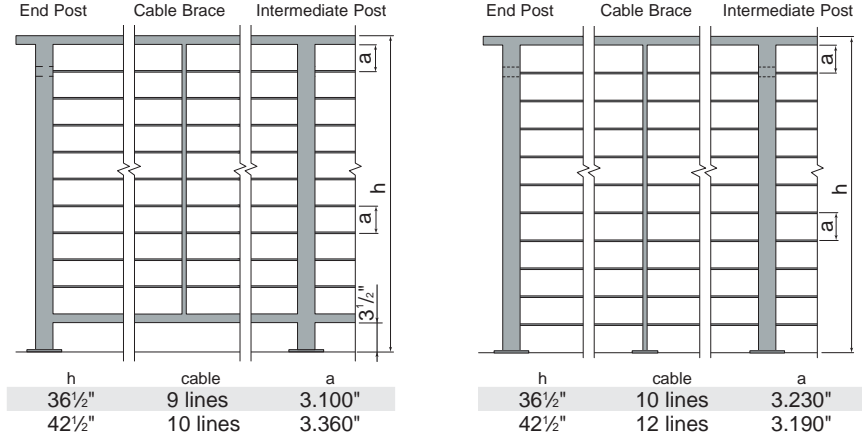 End Post Cable Brace Intermediate Post
a
h
a
3 1/2"
h cable a
36½" 9 lines 3.100"
42½" 10 lines 3.360"
End Post Cable Brace Intermediate Post
a
h
a
h cable a
36½" 10 lines 3.230"
42½" 12 lines 3.190"